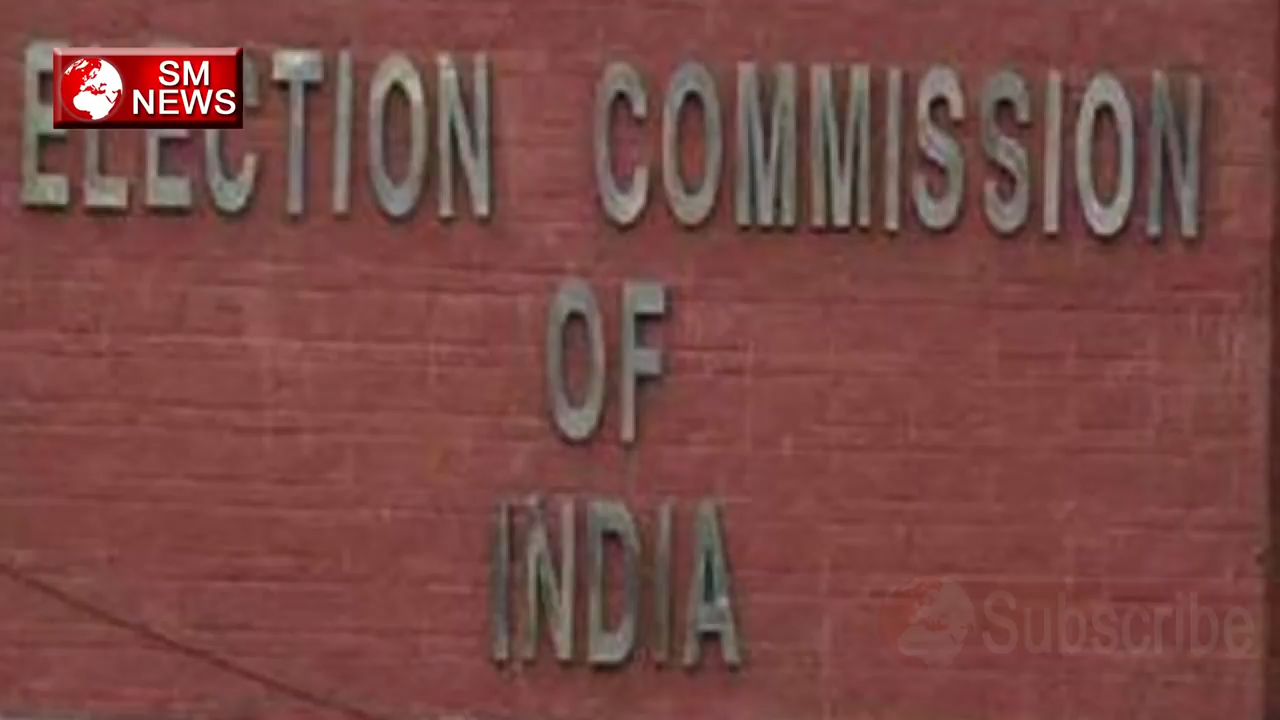 SM
NEWS
ELECTION COMMISSION
OF
INDIA
Subscribe